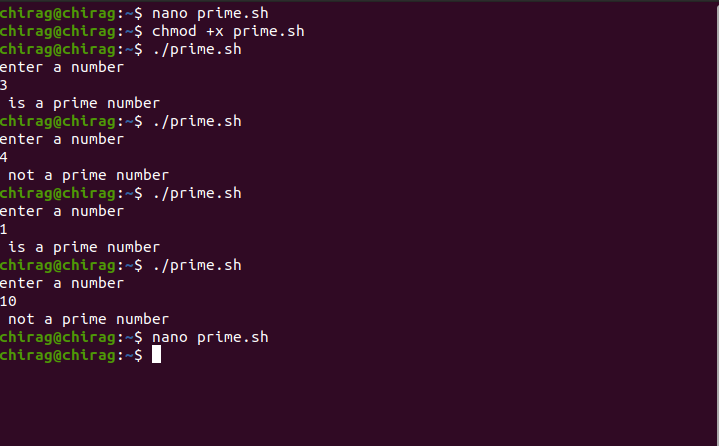 chirag@chirag:~$ nano prime.sh
chirag@chirag:~$ chmod +x prime.sh
chirag@chirag:~$ ./prime.sh
enter a number
3
 is a prime number
chirag@chirag:~$ ./prime.sh
enter a number
4
 not a prime number
chirag@chirag:~$ ./prime.sh
enter a number
1
 is a prime number
chirag@chirag:~$ ./prime.sh
enter a number
10
 not a prime number
chirag@chirag:~$ nano prime.sh
chirag@chirag:~$